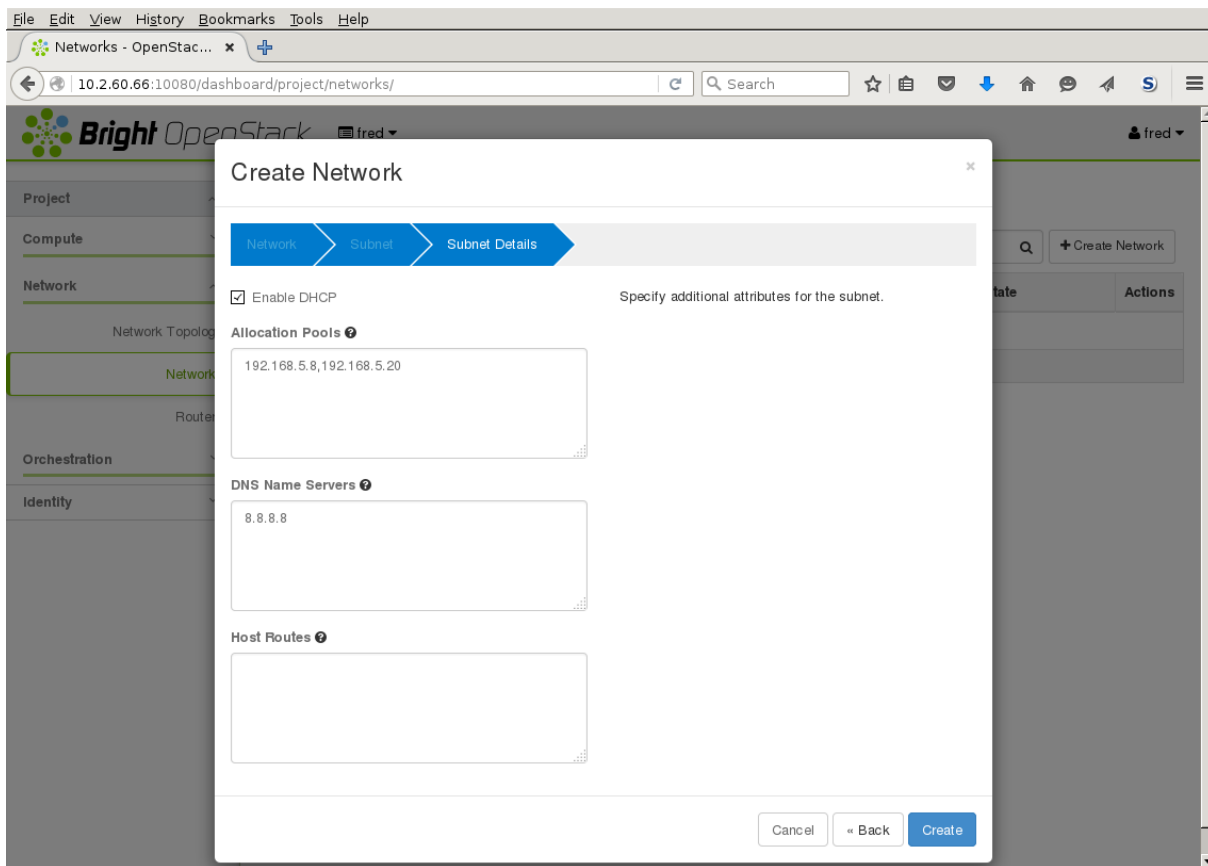 File Edit View History Bookmarks Tools Help
Networks - OpenStac...
10.2.60.66:10080/dashboard/project/networks/
Search
S)
Bright OpenStack
fred
fred
Create Network
×
Project
Compute
Network
Network Topolog
Network
Router
Orchestration
Identity
Network
Subnet
Subnet Details
Create Network
tate
Actions
Enable DHCP
Specify additional attributes for the subnet.
Allocation Pools
192.168.5.8,192.168.5.20
DNS Name Servers
8.8.8.8
Host Routes
Cancel
« Back
Create